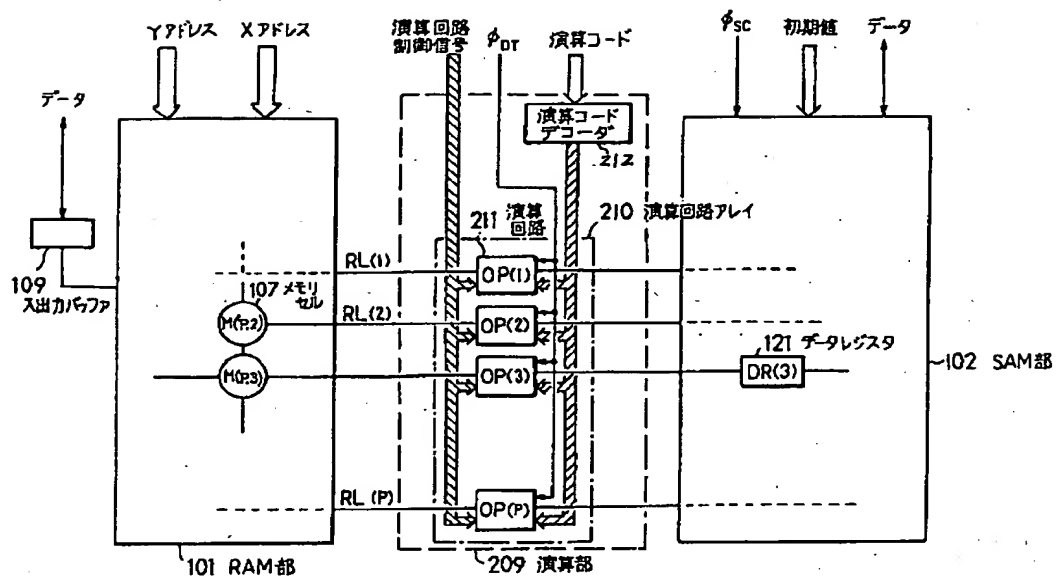 Yアドレス
Xアドレス
演算回路
制御信号
φDT
演算コード
φSC
初期値
データ
データ
演算コード
デコーダ
212
211 演算
回路
210 演算回路アレイ
109
入出力バッファ
RL(1)
OP(1)
107 メモリ
セル
M(P,2)
RL(2)
OP(2)
M(P,3)
OP(3)
121 データレジスタ
DR(3)
102 SAM部
RL(P)
OP(P)
101 RAM部
209 演算部